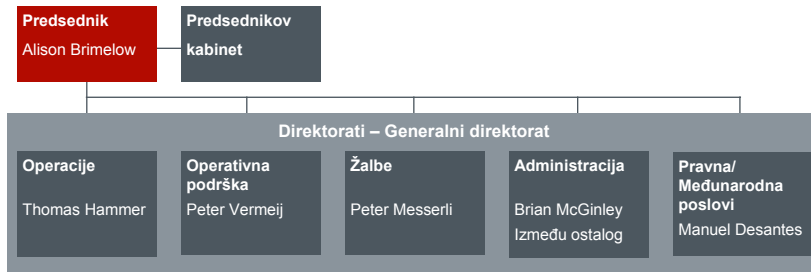 Predsednik
Alison Brimelow
Predsednikov
kabinet
Direktorati – Generalni direktorat
Operacije
Thomas Hammer
Operativna
podrška
Peter Vermeij
Žalbe
Peter Messerli
Administracija
Brian McGinley
Između ostalog
Pravna/
Međunarodna
poslovi
Manuel Desantes